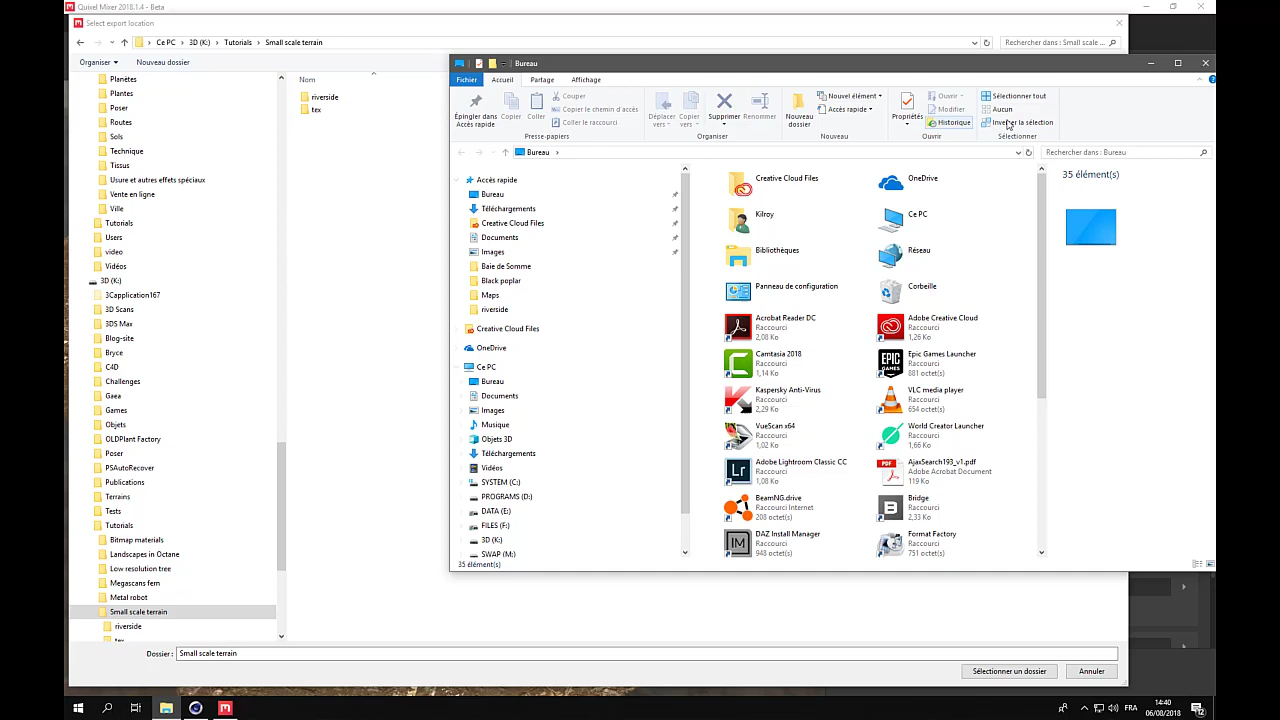 Quixel Mixer 2018.1.4 - Beta
Select export location
Ce PC
3D (K:)
Tutorials
Small scale terrain
Rechercher dans : Small scale ...
Organiser
Nouveau dossier
Planètes
Plantes
Poser
Routes
Sols
Technique
Tissus
Usure et autres effets spéciaux
Vente en ligne
Ville
Tutorials
Users
video
Vidéos
3D (K:)
3Capplication167
3D Scans
3DS Max
Blog-site
Bryce
C4D
Challenges
Gaea
Games
Objets
OLDPlant Factory
Poser
PSAutoRecover
Publications
Terrains
Tests
Tutorials
Bitmap materials
Landscapes in Octane
Low resolution tree
Megascans fern
Metal robot
Small scale terrain
riverside
tex
Nom
riverside
tex
Bureau
Fichier
Accueil
Partage
Affichage
Épingler dans
Accès rapide
Copier
Coller
Couper
Copier le chemin d'accès
Coller le raccourci
Presse-papiers
Déplacer
vers
Copier
vers
Supprimer
Renommer
Organiser
Nouveau
dossier
Nouvel élément
Accès rapide
Nouveau
Propriétés
Ouvrir
Modifier
Historique
Ouvrir
Sélectionner tout
Aucun
Inverser la sélection
Sélectionner
Bureau
Rechercher dans : Bureau
Accès rapide
Bureau
Téléchargements
Creative Cloud Files
Documents
Images
Baie de Somme
Black poplar
Maps
riverside
Creative Cloud Files
OneDrive
Ce PC
Bureau
Documents
Images
Musique
Objets 3D
Téléchargements
Vidéos
SYSTEM (C:)
PROGRAMS (D:)
DATA (E:)
FILES (F:)
3D (K:)
SWAP (M:)
Creative Cloud Files
OneDrive
Kilroy
Ce PC
Bibliothèques
Réseau
Panneau de configuration
Corbeille
Acrobat Reader DC
Raccourci
2,08 Ko
Adobe Creative Cloud
Raccourci
1,26 Ko
Camtasia 2018
Raccourci
1,14 Ko
Epic Games Launcher
Raccourci
881 octet(s)
Kaspersky Anti-Virus
Raccourci
2,29 Ko
VLC media player
Raccourci
654 octet(s)
VueScan x64
Raccourci
1,02 Ko
World Creator Launcher
Raccourci
1,66 Ko
Adobe Lightroom Classic CC
Raccourci
1,08 Ko
AjaxSearch193_v1.pdf
Adobe Acrobat Document
119 Ko
BeamNG.drive
Raccourci Internet
208 octet(s)
Bridge
Raccourci
2,33 Ko
DAZ Install Manager
Raccourci
948 octet(s)
Format Factory
Raccourci
751 octet(s)
35 élément(s)
35 élément(s)
Dossier :
Small scale terrain
Sélectionner un dossier
Annuler
FRA
14:40
06/08/2018